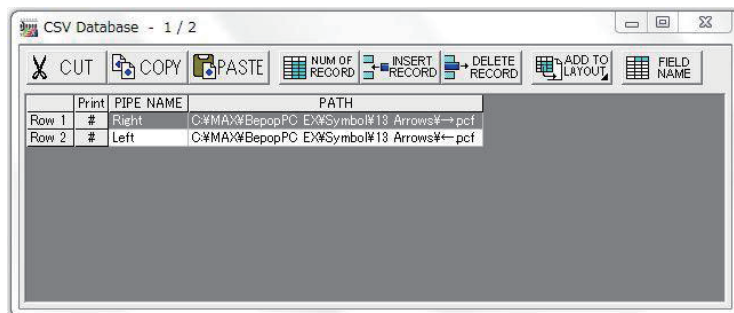 CSV Database - 1 / 2
CUT COPY PASTE NUM OF RECORD INSERT RECORD DELETE RECORD ADD TO LAYOUT FIELD NAME
Print PIPE NAME PATH
Row 1 # Right C:¥MAX¥BepopPC EX¥Symbol¥13 Arrows¥→.pcf
Row 2 # Left C:¥MAX¥BepopPC EX¥Symbol¥13 Arrows¥←.pcf